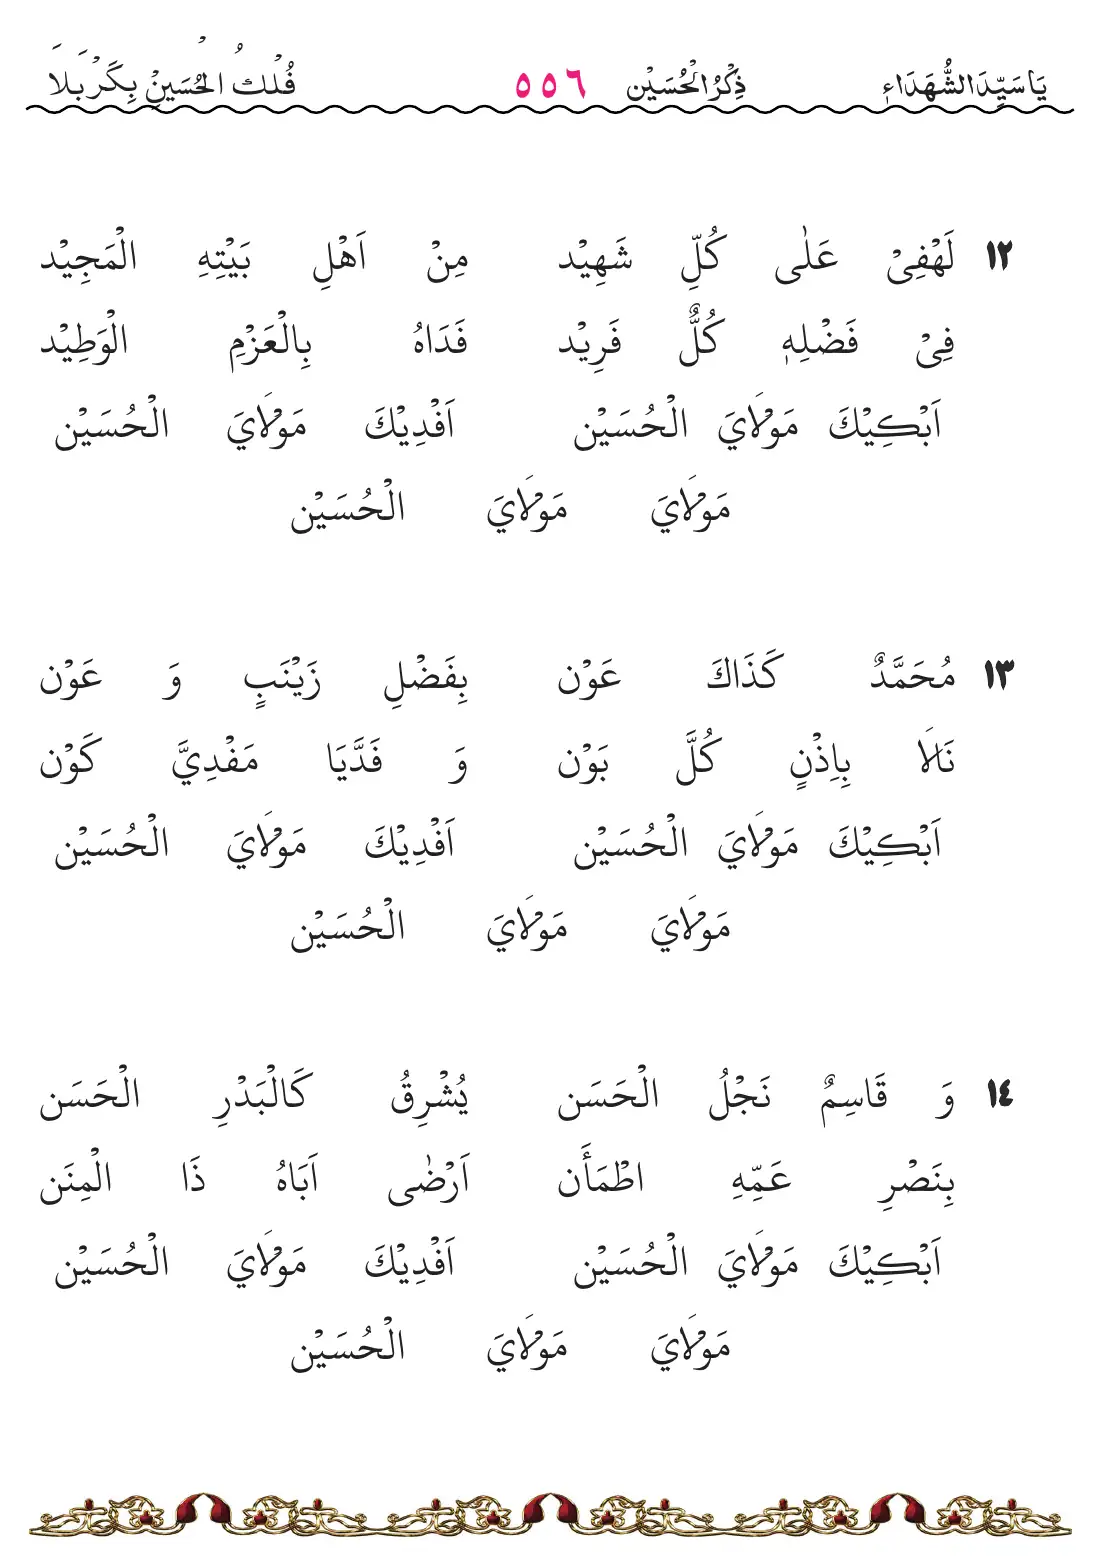 يَا سَيِّدَ الشُّهَدَاءِ ذِكْرُ الْحُسَيْن ٥٥٦ فُلْكُ الْحُسَيْنِ بِكَرْبَلَا
١٢ لَهْفِيْ عَلٰى كُلِّ شَهِيْد مِنْ اَهْلِ بَيْتِهِ الْمَجِيْد
فِيْ فَضْلِهٖ كُلٌّ فَرِيْد فَدَاهُ بِالْعَزْمِ الْوَطِيْد
اَبْكِيْكَ مَوْلَايَ الْحُسَيْن اَفْدِيْكَ مَوْلَايَ الْحُسَيْن
مَوْلَايَ مَوْلَايَ الْحُسَيْن
١٣ مُحَمَّدٌ كَذَاكَ عَوْن بِفَضْلِ زَيْنَبٍ وَ عَوْن
نَالَا بِاِذْنٍ كُلَّ بَوْن وَ فَدَّيَا مَفْدِيَّ كَوْن
اَبْكِيْكَ مَوْلَايَ الْحُسَيْن اَفْدِيْكَ مَوْلَايَ الْحُسَيْن
مَوْلَايَ مَوْلَايَ الْحُسَيْن
١٤ وَ قَاسِمٌ نَجْلُ الْحَسَن يُشْرِقُ كَالْبَدْرِ الْحَسَن
بِنَصْرِ عَمِّهِ اطْمَأَن اَرْضٰى اَبَاهُ ذَا الْمِنَن
اَبْكِيْكَ مَوْلَايَ الْحُسَيْن اَفْدِيْكَ مَوْلَايَ الْحُسَيْن
مَوْلَايَ مَوْلَايَ الْحُسَيْن